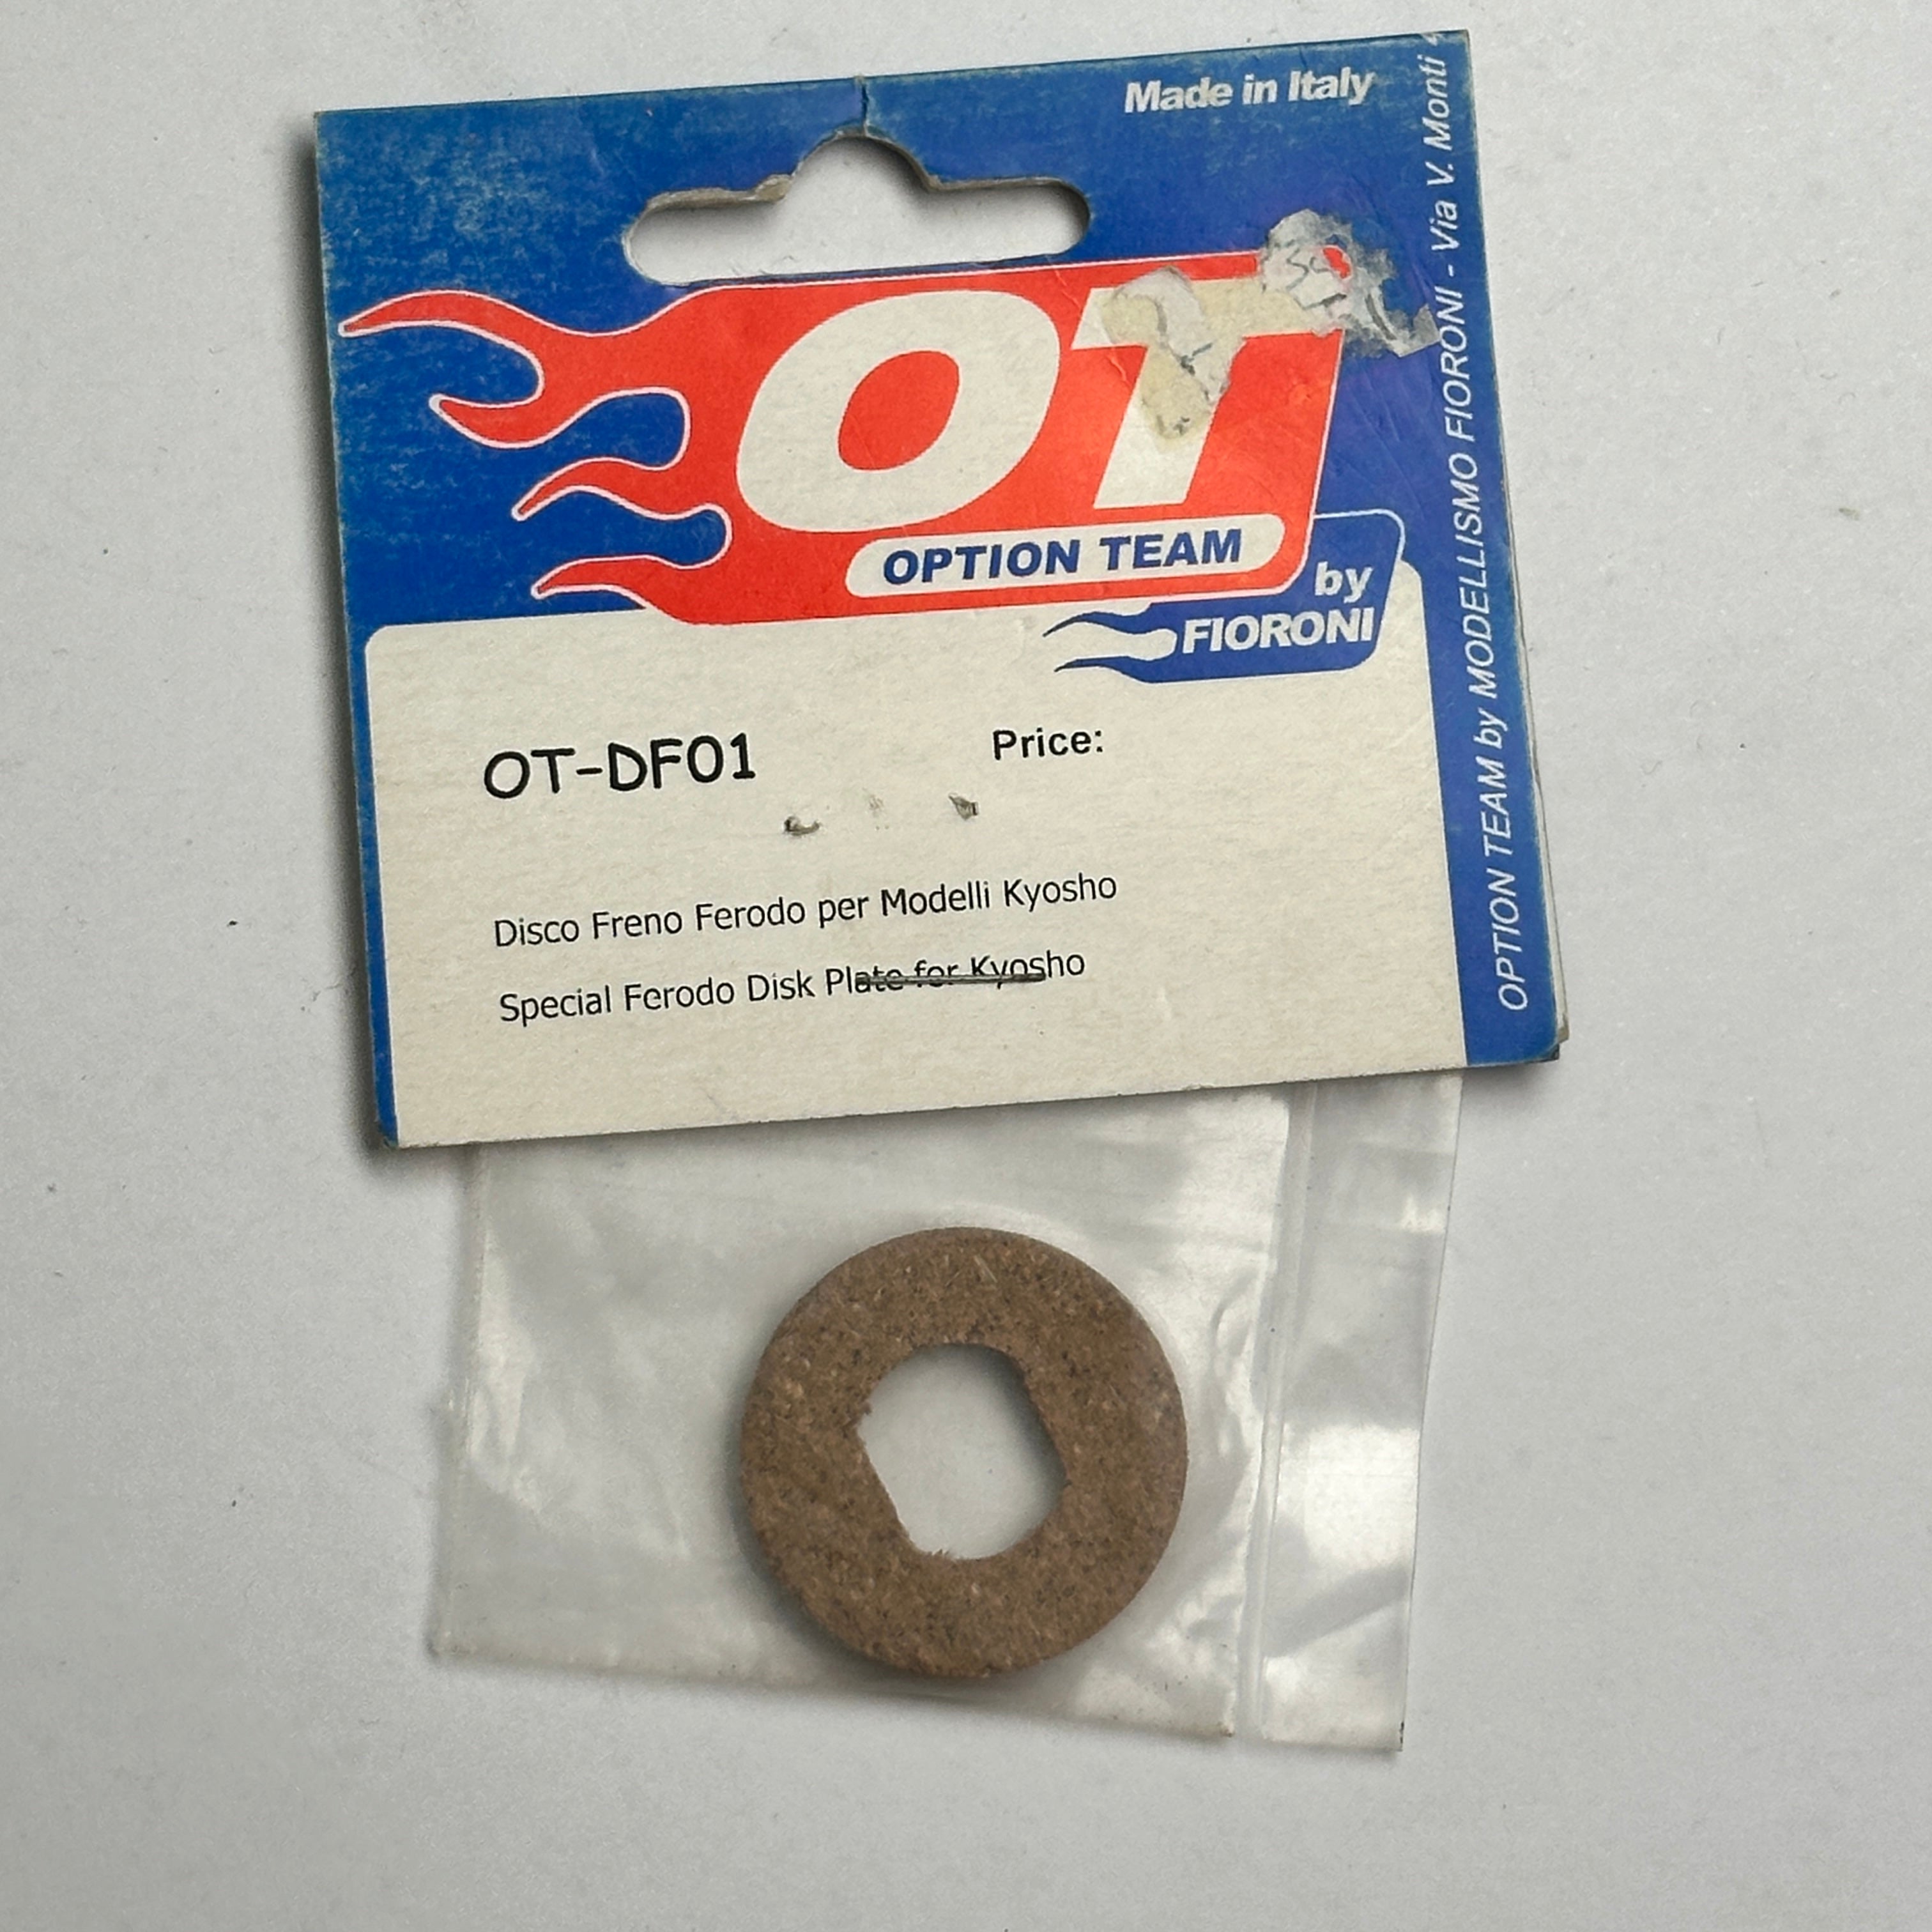 Made in Italy
OT
OPTION TEAM
by
FIORONI
OT-DF01
Price:
Disco Freno Ferodo per Modelli Kyosho
Special Ferodo Disk Plate for Kyosho
OPTION TEAM by MODELLISMO FIORONI - Via V. Monti